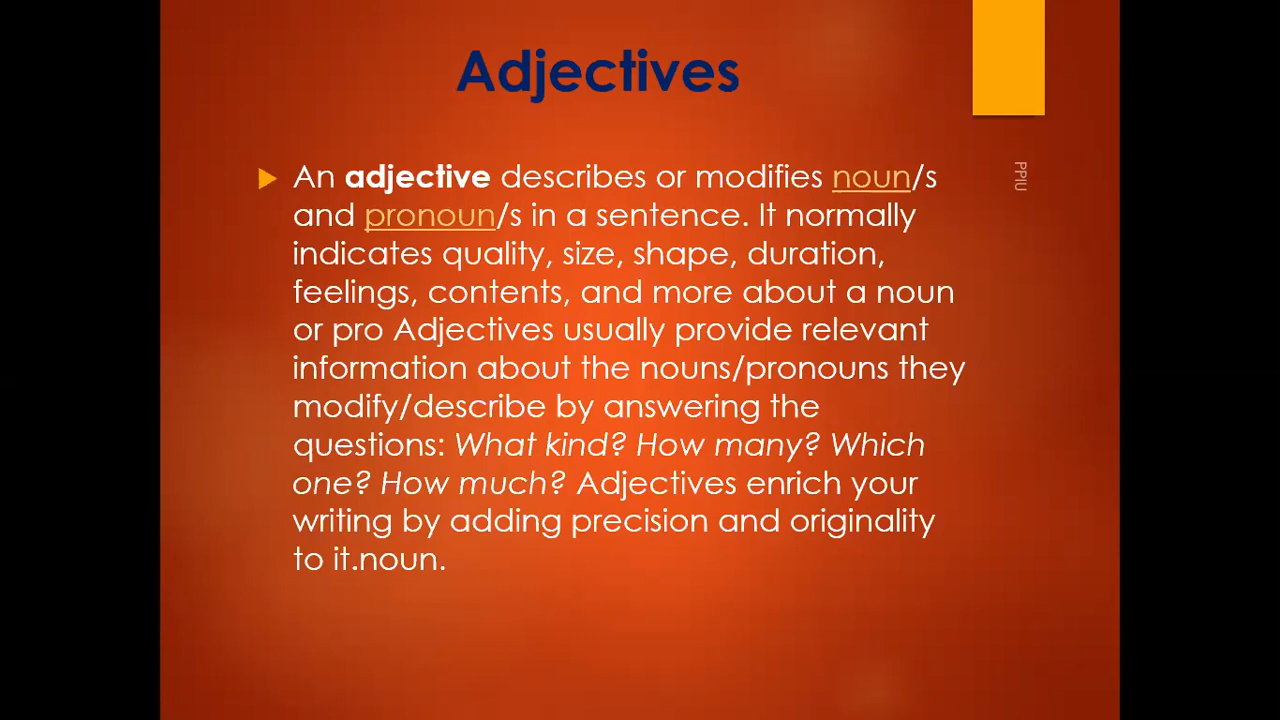 Adjectives
An adjective describes or modifies noun/s
and pronoun/s in a sentence. It normally
indicates quality, size, shape, duration,
feelings, contents, and more about a noun
or pro Adjectives usually provide relevant
information about the nouns/pronouns they
modify/describe by answering the
questions: What kind? How many? Which
one? How much? Adjectives enrich your
writing by adding precision and originality
to it.noun.
PPIU